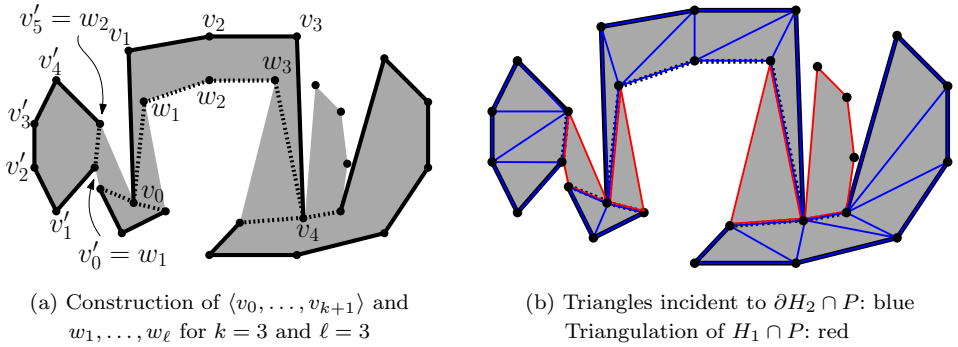 v′₅ = w₂
v₁
v₂
v₃
v′₄
w₃
w₁
w₂
v′₃
v′₂
v₀
v′₁
v₄
v′₀ = w₁
(a) Construction of ⟨v₀, . . . , vₖ₊₁⟩ and
w₁, . . . , wℓ for k = 3 and ℓ = 3
(b) Triangles incident to ∂H₂ ∩ P: blue
Triangulation of H₁ ∩ P: red